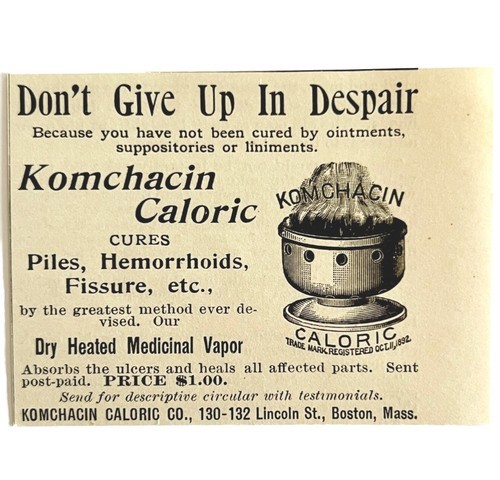 Don't Give Up In Despair
Because you have not been cured by ointments,
suppositories or liniments.
Komchacin
Caloric
CURES
Piles, Hemorrhoids,
Fissure, etc.,
by the greatest method ever de-
vised. Our
Dry Heated Medicinal Vapor
KOMCHACIN
CALORIC
TRADE MARK REGISTERED OCT. 11, 1892.
Absorbs the ulcers and heals all affected parts. Sent
post-paid. PRICE $1.00.
Send for descriptive circular with testimonials.
KOMCHACIN CALORIC CO., 130-132 Lincoln St., Boston, Mass.